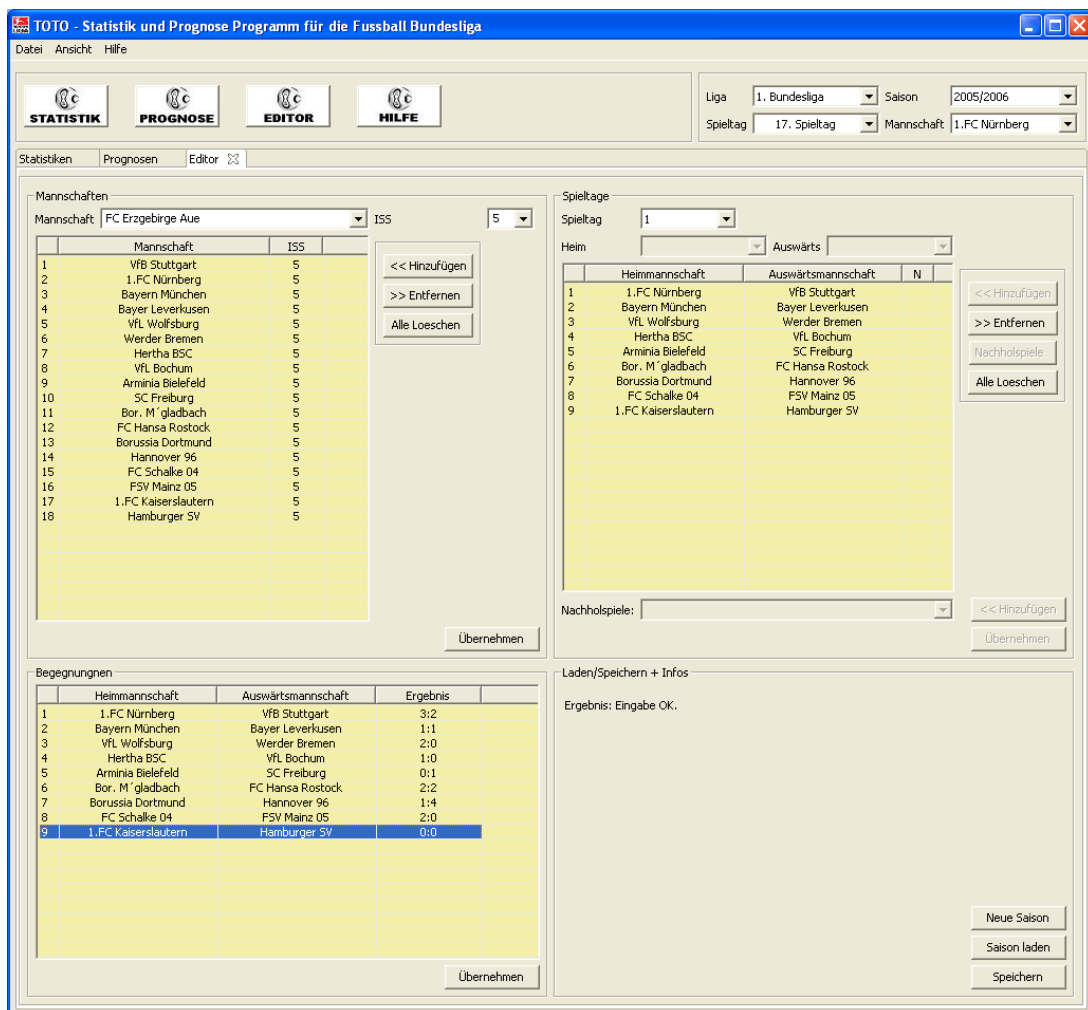 TOTO - Statistik und Prognose Programm für die Fussball Bundesliga
Datei Ansicht Hilfe
STATISTIK PROGNOSE EDITOR HILFE
Liga 1. Bundesliga Saison 2005/2006
Spieltag 17. Spieltag Mannschaft 1.FC Nürnberg
Statistiken Prognosen Editor
Mannschaften
Mannschaft FC Erzgebirge Aue ISS 5
Mannschaft ISS
1 VfB Stuttgart 5
2 1.FC Nürnberg 5
3 Bayern München 5
4 Bayer Leverkusen 5
5 VfL Wolfsburg 5
6 Werder Bremen 5
7 Hertha BSC 5
8 VfL Bochum 5
9 Arminia Bielefeld 5
10 SC Freiburg 5
11 Bor. M´gladbach 5
12 FC Hansa Rostock 5
13 Borussia Dortmund 5
14 Hannover 96 5
15 FC Schalke 04 5
16 FSV Mainz 05 5
17 1.FC Kaiserslautern 5
18 Hamburger SV 5
<< Hinzufügen
>> Entfernen
Alle Loeschen
Übernehmen
Spieltage
Spieltag 1
Heim Auswärts
Heimmannschaft Auswärtsmannschaft N
1 1.FC Nürnberg VfB Stuttgart
2 Bayern München Bayer Leverkusen
3 VfL Wolfsburg Werder Bremen
4 Hertha BSC VfL Bochum
5 Arminia Bielefeld SC Freiburg
6 Bor. M´gladbach FC Hansa Rostock
7 Borussia Dortmund Hannover 96
8 FC Schalke 04 FSV Mainz 05
9 1.FC Kaiserslautern Hamburger SV
<< Hinzufügen
>> Entfernen
Nachholspiele
Alle Loeschen
Nachholspiele: << Hinzufügen
Übernehmen
Begegnungnen
Heimmannschaft Auswärtsmannschaft Ergebnis
1 1.FC Nürnberg VfB Stuttgart 3:2
2 Bayern München Bayer Leverkusen 1:1
3 VfL Wolfsburg Werder Bremen 2:0
4 Hertha BSC VfL Bochum 1:0
5 Arminia Bielefeld SC Freiburg 0:1
6 Bor. M´gladbach FC Hansa Rostock 2:2
7 Borussia Dortmund Hannover 96 1:4
8 FC Schalke 04 FSV Mainz 05 2:0
9 1.FC Kaiserslautern Hamburger SV 0:0
Übernehmen
Laden/Speichern + Infos
Ergebnis: Eingabe OK.
Neue Saison
Saison laden
Speichern